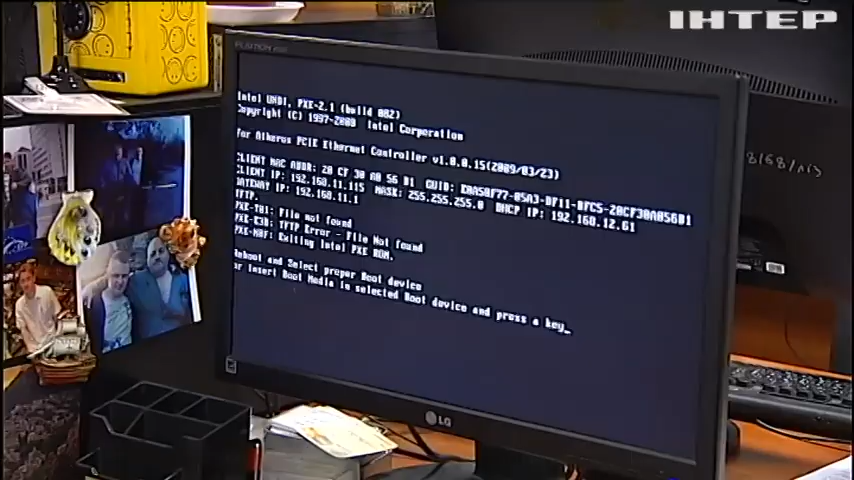 ІНТЕР
FLATRON
Intel UNDI, PXE-2.1 (build 082)
Copyright (C) 1997-2000 Intel Corporation
For Atheros PCIE Ethernet Controller v1.0.0.15(2009/03/23)
CLIENT MAC ADDR: 20 CF 30 A0 56 B1 GUID:
CLIENT IP: 192.168.11.115 MASK: 255.255.255.0 DHCP IP: 192.168.12.61
GATEWAY IP: 192.168.11.1
TFTP.
PXE-T01: File not found
PXE-E3B: TFTP Error - File Not found
PXE-M0F: Exiting Intel PXE ROM.
Reboot and Select proper Boot device
or Insert Boot Media in selected Boot device and press a key_
LG